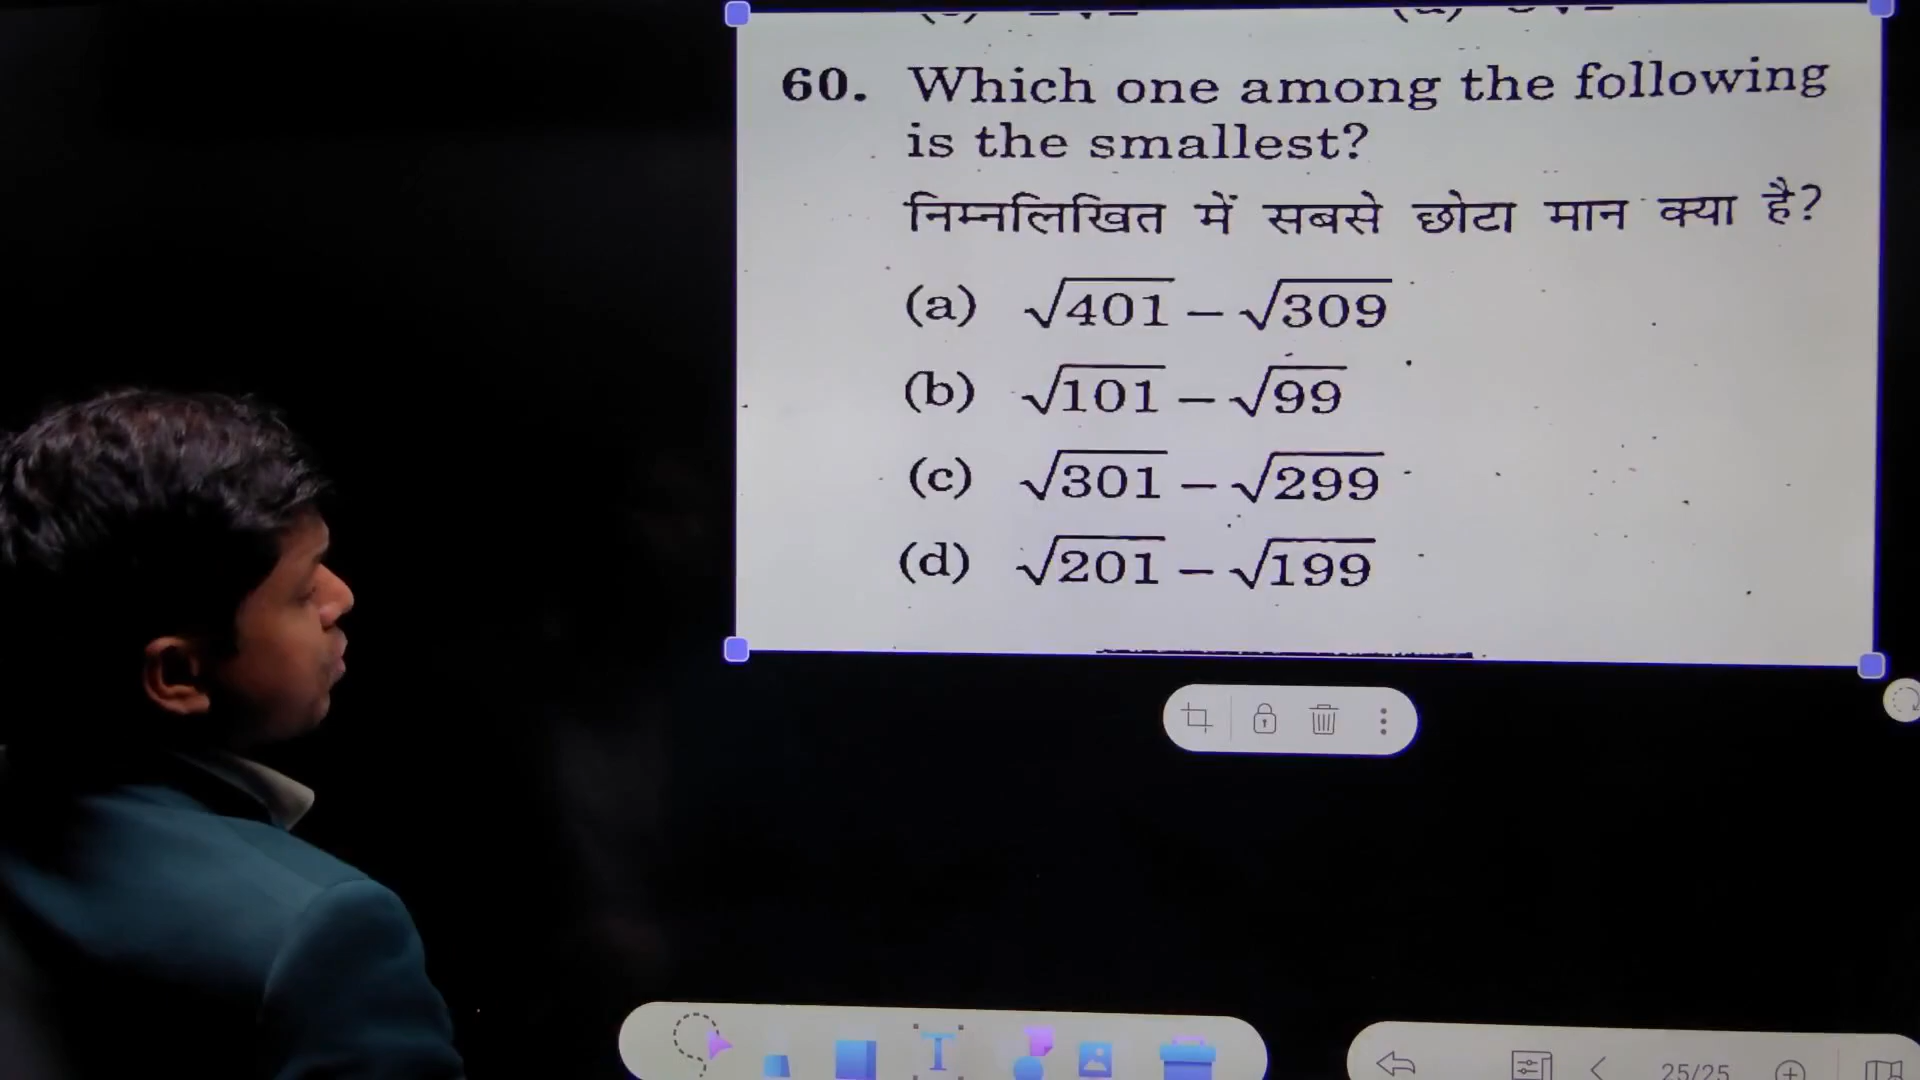 60. Which one among the following
is the smallest?
निम्नलिखित में सबसे छोटा मान क्या है?
(a) √401 – √309
(b) √101 – √99
(c) √301 – √299
(d) √201 – √199
T
25/25